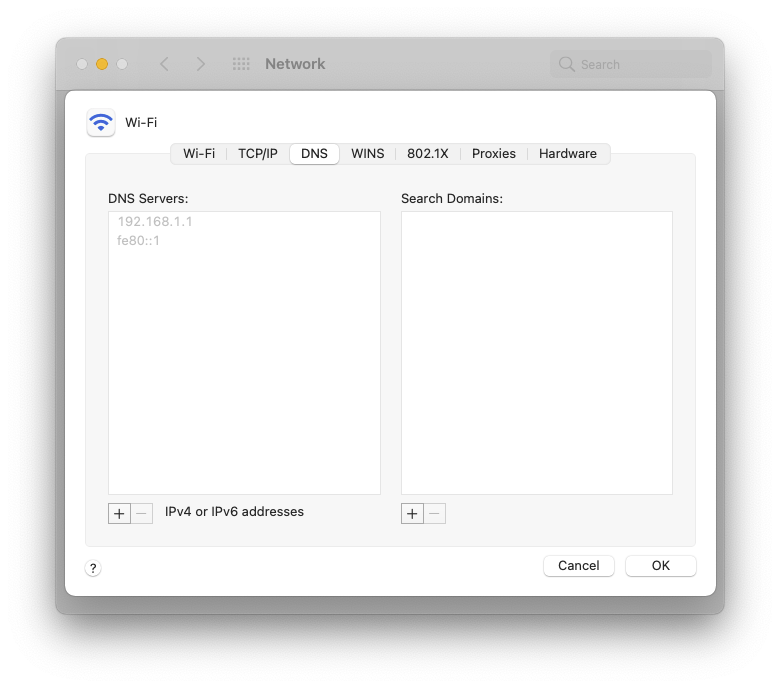 Network
Search
Wi-Fi
Wi-Fi TCP/IP DNS WINS 802.1X Proxies Hardware
DNS Servers:
192.168.1.1
fe80::1
Search Domains:
+ − IPv4 or IPv6 addresses
+ −
? Cancel OK